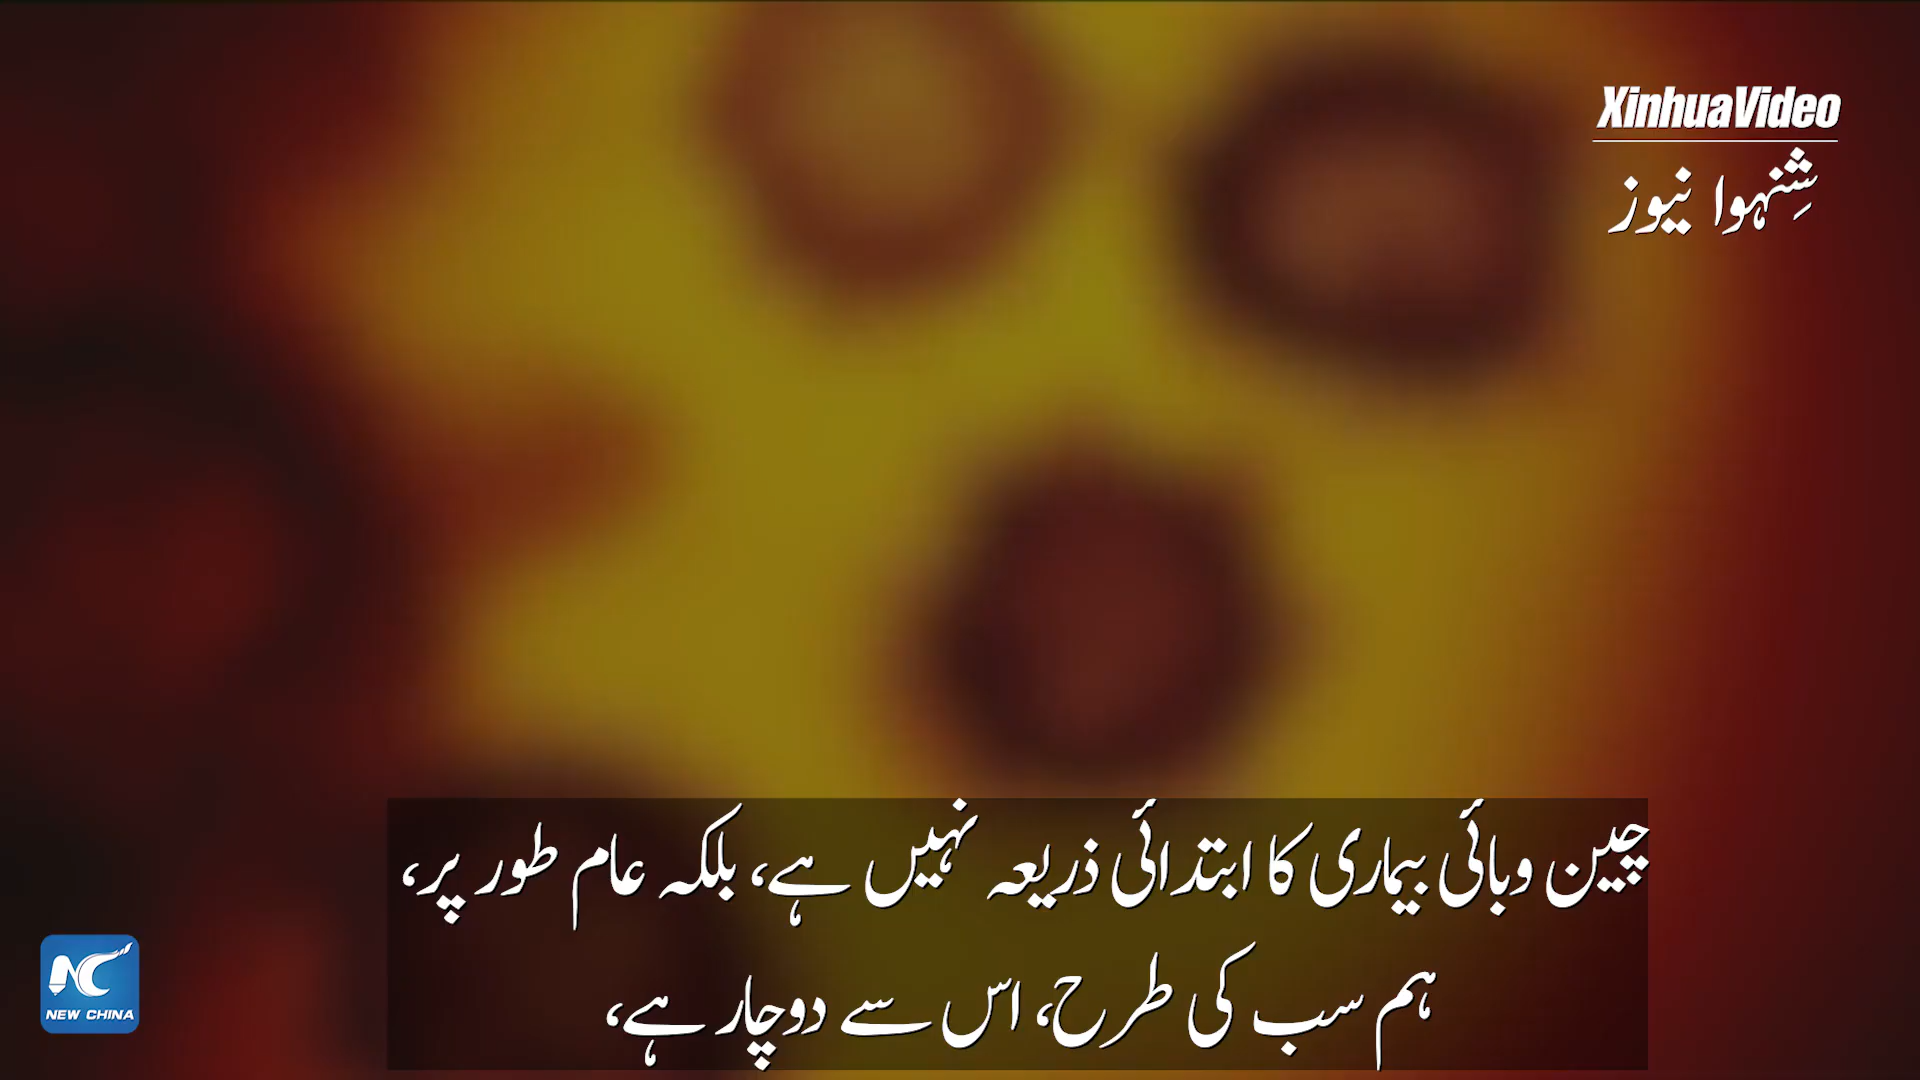 XinhuaVideo
شِنہوا نیوز
چین وبائی بیماری کا ابتدائی ذریعہ نہیں ہے، بلکہ عام طور پر،
ہم سب کی طرح، اس سے دوچار ہے،
NEW CHINA